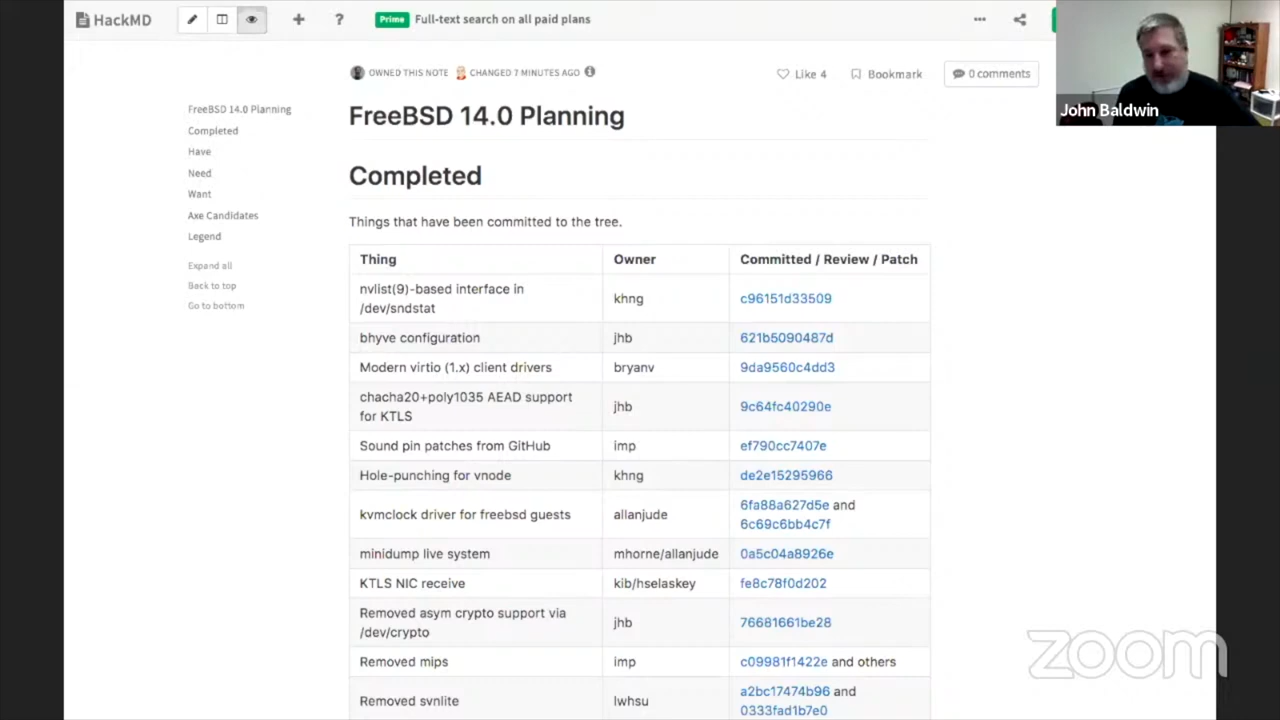 HackMD
?
Prime Full-text search on all paid plans
OWNED THIS NOTE CHANGED 7 MINUTES AGO
Like 4
Bookmark
0 comments
John Baldwin
FreeBSD 14.0 Planning
Completed
Have
Need
Want
Axe Candidates
Legend
Expand all
Back to top
Go to bottom
FreeBSD 14.0 Planning
Completed
Things that have been committed to the tree.
Thing Owner Committed / Review / Patch
nvlist(9)-based interface in
/dev/sndstat khng c96151d33509
bhyve configuration jhb 621b5090487d
Modern virtio (1.x) client drivers bryanv 9da9560c4dd3
chacha20+poly1035 AEAD support
for KTLS jhb 9c64fc40290e
Sound pin patches from GitHub imp ef790cc7407e
Hole-punching for vnode khng de2e15295966
kvmclock driver for freebsd guests allanjude 6fa88a627d5e and
6c69c6bb4c7f
minidump live system mhorne/allanjude 0a5c04a8926e
KTLS NIC receive kib/hselaskey fe8c78f0d202
Removed asym crypto support via
/dev/crypto jhb 76681661be28
Removed mips imp c09981f1422e and others
Removed svnlite lwhsu a2bc17474b96 and
0333fad1b7e0
zoom